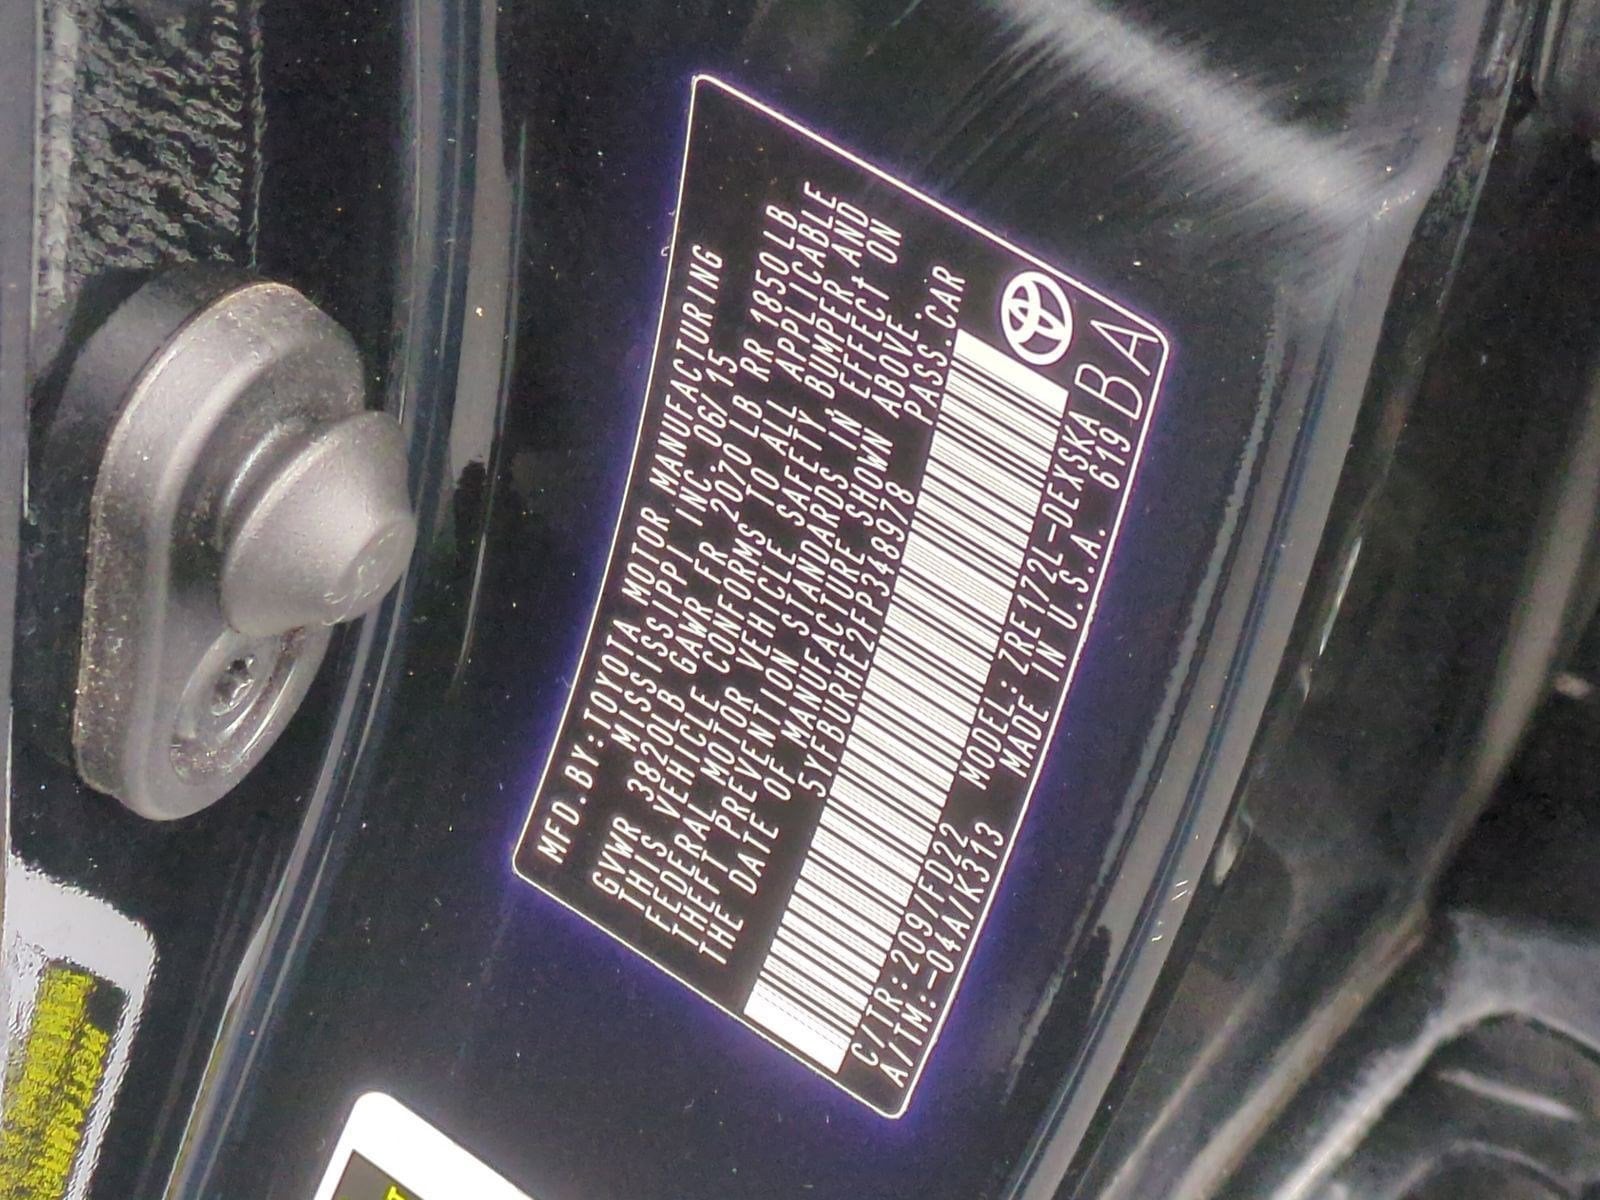 MFD.BY:TOYOTA MOTOR MANUFACTURING
MISSISSIPPI INC. 06/15
GVWR 3820LB GAWR FR 2070LB RR 1850LB
THIS VEHICLE CONFORMS TO ALL APPLICABLE
FEDERAL MOTOR VEHICLE SAFETY,BUMPER,AND
THEFT PREVENTION STANDARDS IN EFFECT ON
THE DATE OF MANUFACTURE SHOWN ABOVE.
5YFBURHE2FP348978 PASS.CAR
C/TR:209/FD22 MODEL:ZRE172L-DEXSKA
A/TM:-04A/K313 MADE IN U.S.A. 619 BA